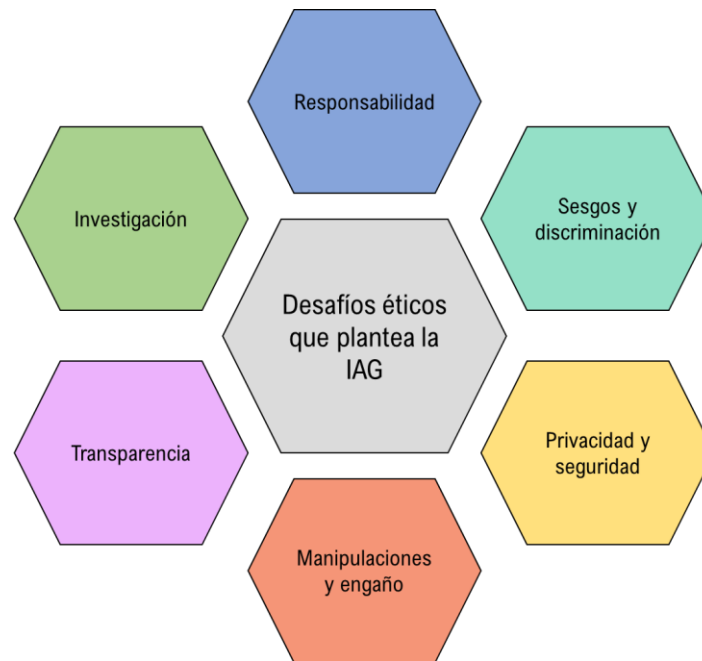 Responsabilidad
Investigación
Sesgos y
discriminación
Desafíos éticos
que plantea la
IAG
Transparencia
Privacidad y
seguridad
Manipulaciones
y engaño